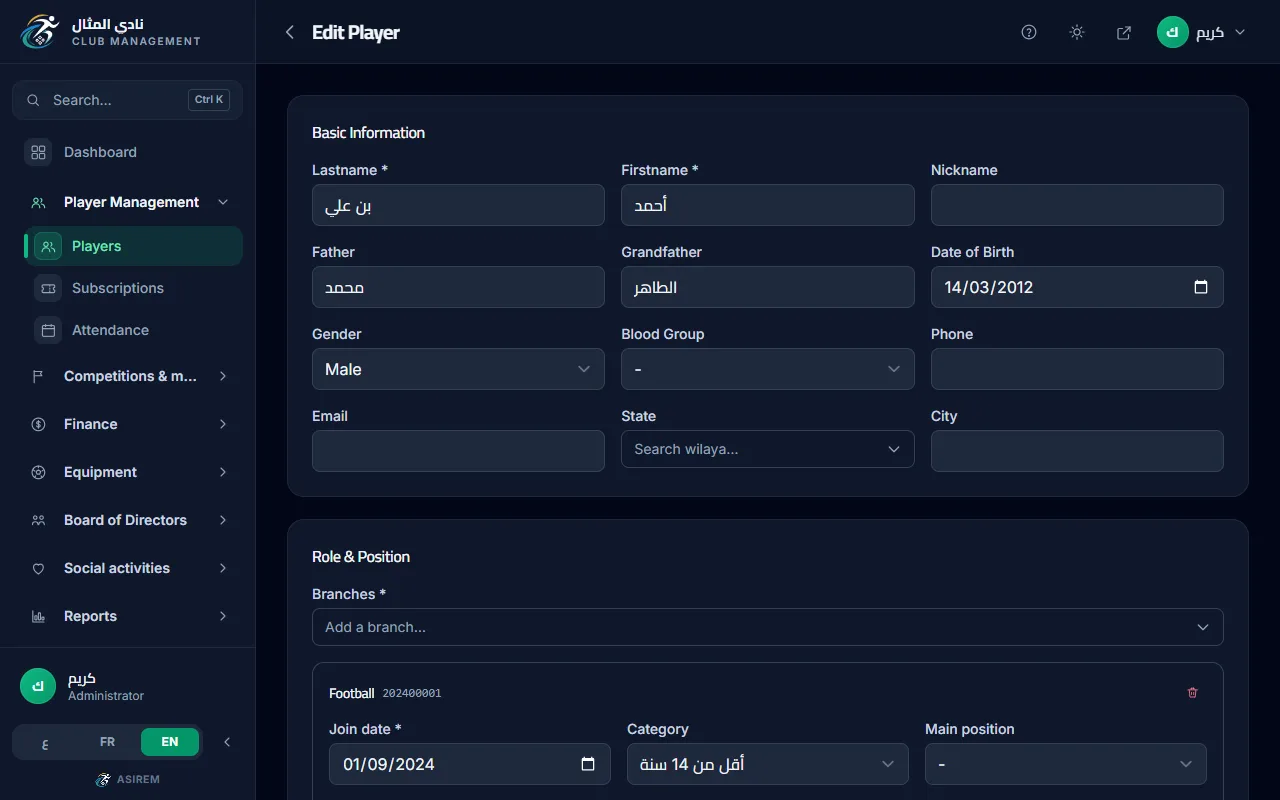 نادي المثال
CLUB MANAGEMENT
Search...
Ctrl K
Dashboard
Player Management
Players
Subscriptions
Attendance
Competitions & m...
Finance
Equipment
Board of Directors
Social activities
Reports
ك
كريم
Administrator
ع
FR
EN
ASIREM
Edit Player
ك
كريم
Basic Information
Lastname *
Firstname *
Nickname
بن علي
أحمد
Father
Grandfather
Date of Birth
محمد
الطاهر
14/03/2012
Gender
Blood Group
Phone
Male
-
Email
State
City
Search wilaya...
Role & Position
Branches *
Add a branch...
Football 202400001
Join date *
Category
Main position
01/09/2024
أقل من 14 سنة
-